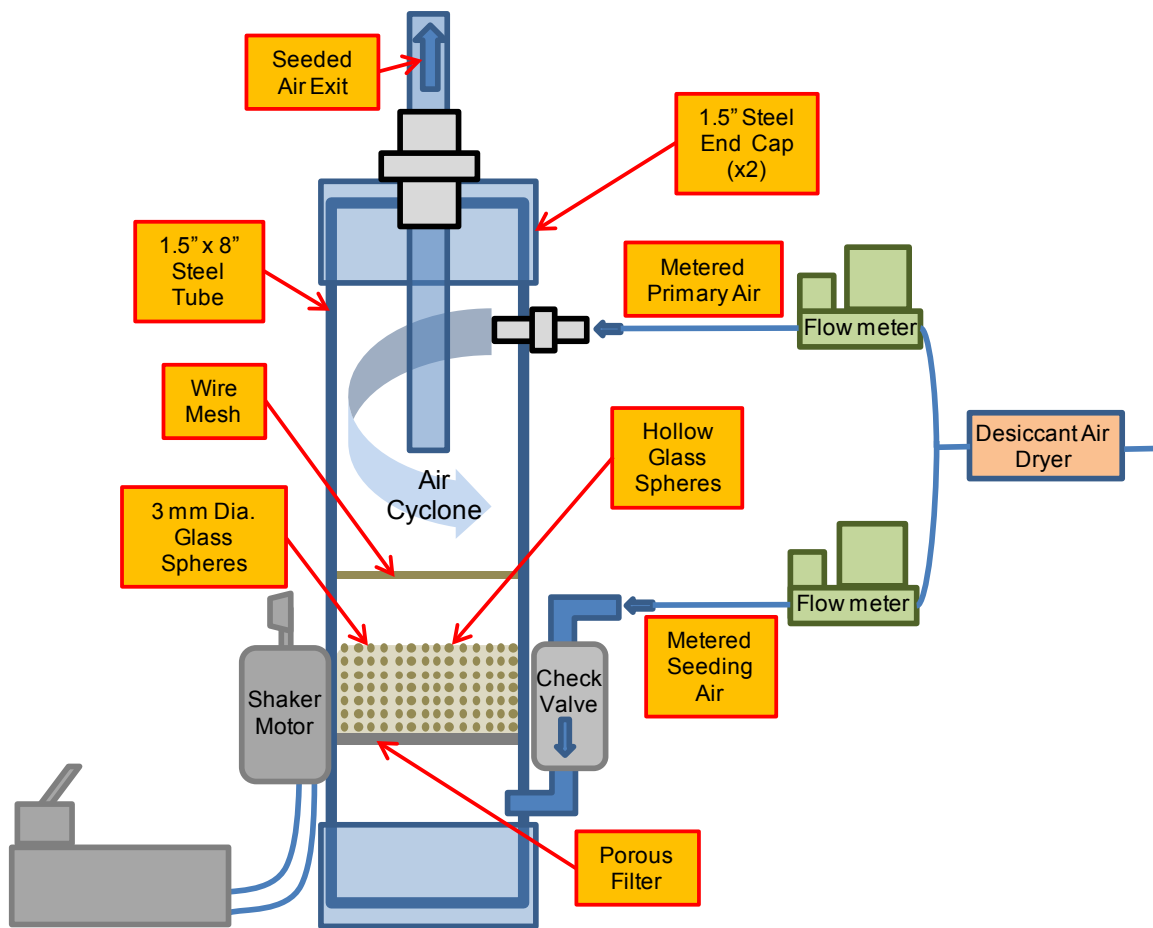 Seeded
Air Exit
1.5” Steel
End Cap
(x2)
1.5” x 8”
Steel
Tube
Metered
Primary Air
Flow meter
Wire
Mesh
Hollow
Glass
Spheres
Desiccant Air
Dryer
Air
Cyclone
3 mm Dia.
Glass
Spheres
Flow meter
Metered
Seeding
Air
Check
Valve
Shaker
Motor
Porous
Filter